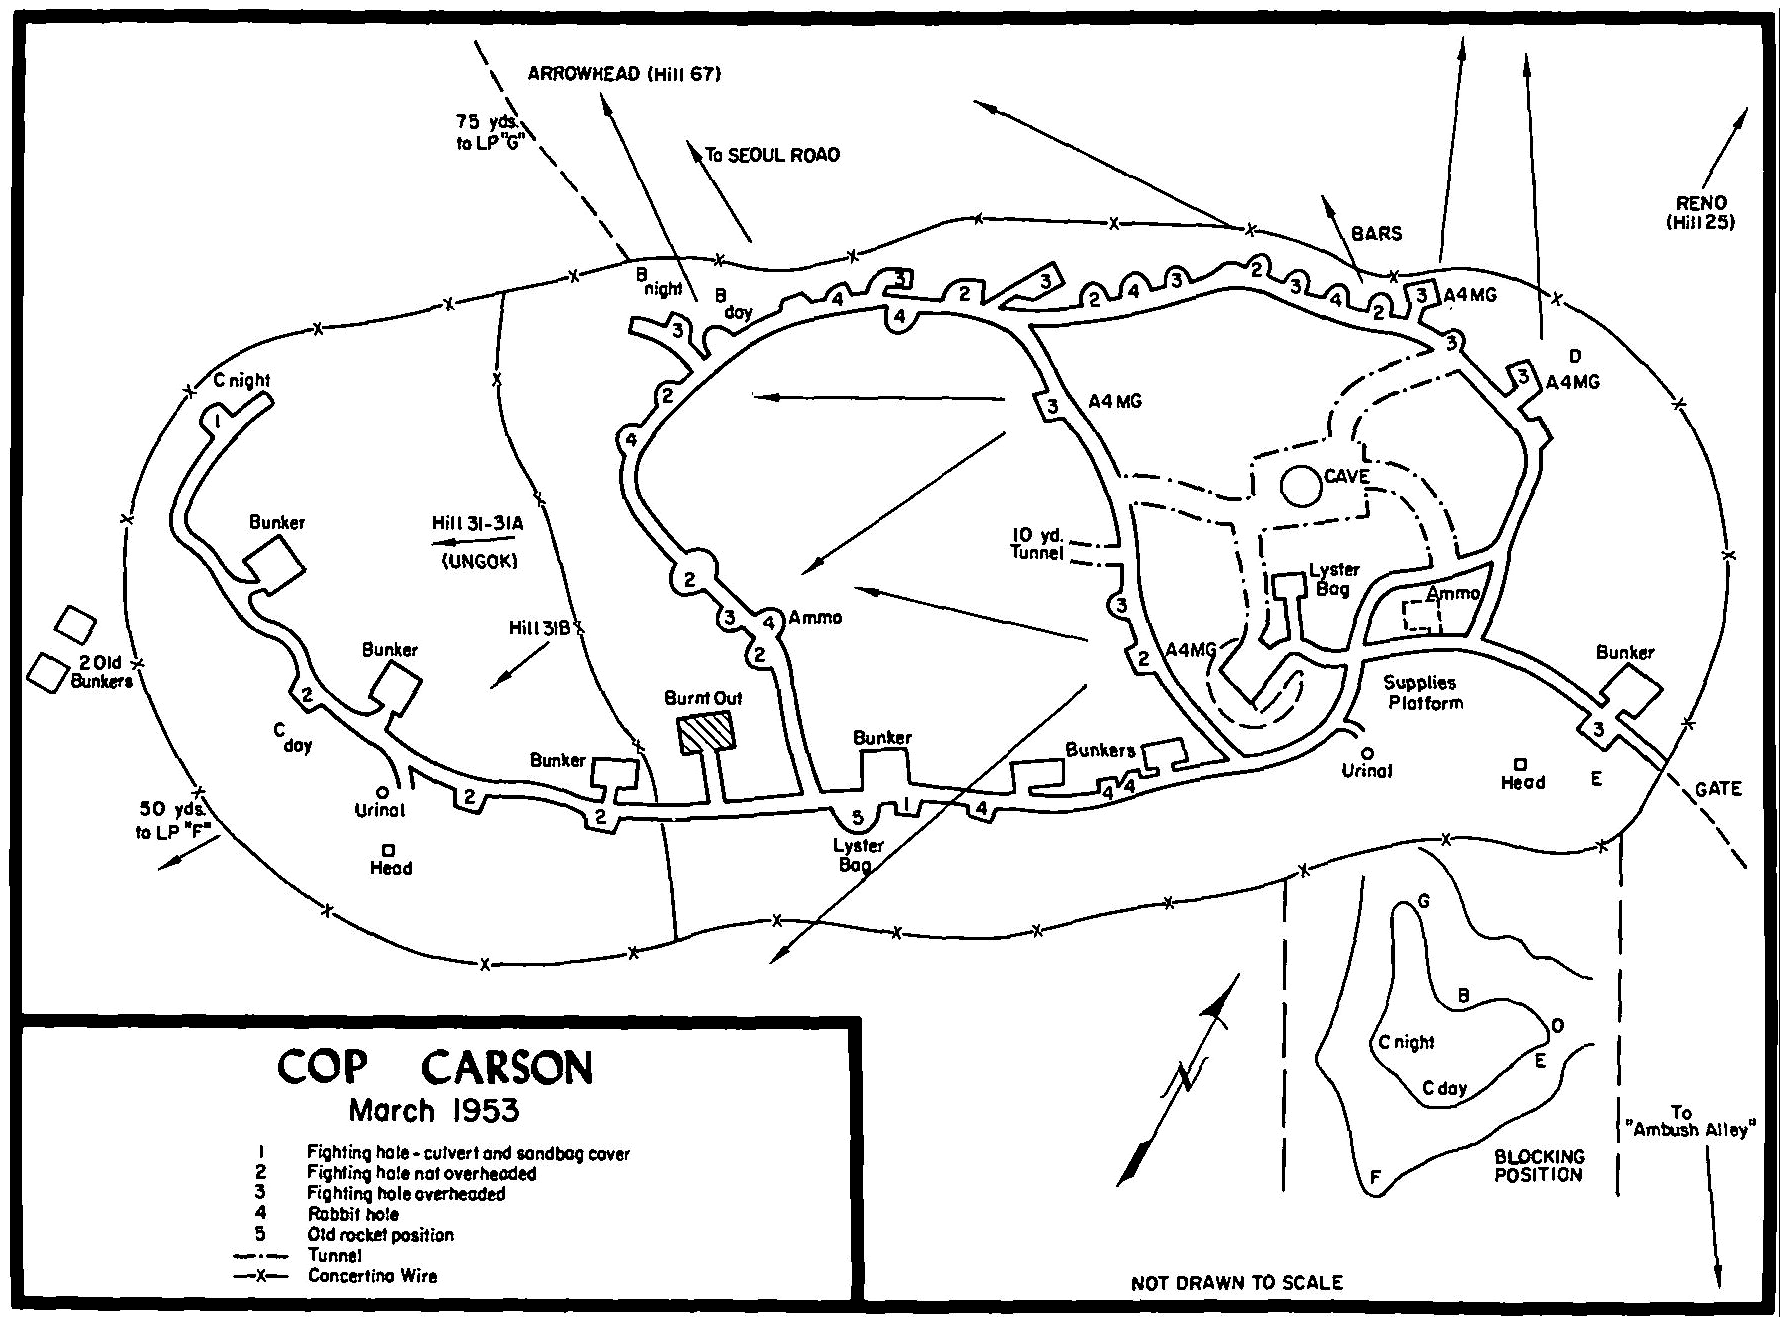 ARROWHEAD (Hill 67)
75 yds.
to LP "G"
To SEOUL ROAD
BARS
RENO
(Hill 25)
B
night
B
day
3
4
3
2
3
2
4
3
2
3
4
2
3
A4MG
4
3
3
D
3
A4MG
C night
1
2
4
3
A4MG
CAVE
Bunker
Hill 31-31A
(UNGOK)
10 yd.
Tunnel
2
3
4
Ammo
2
Lyster
Bag
Ammo
3
2
A4MG
Hill 31B
2 Old
Bunkers
Bunker
2
C
day
Burnt Out
Bunker
Supplies
Platform
3
Bunker
Bunker
Bunkers
2
2
5
1
4
4
4
Urinal
Urinal
Head
Head
E
GATE
50 yds.
to LP "F"
Lyster
Bag
G
B
D
E
C night
C day
F
N
BLOCKING
POSITION
To
"Ambush Alley"
NOT DRAWN TO SCALE
COP CARSON
March 1953
1 Fighting hole - culvert and sandbag cover
2 Fighting hole not overheaded
3 Fighting hole overheaded
4 Rabbit hole
5 Old rocket position
Tunnel
X Concertina Wire